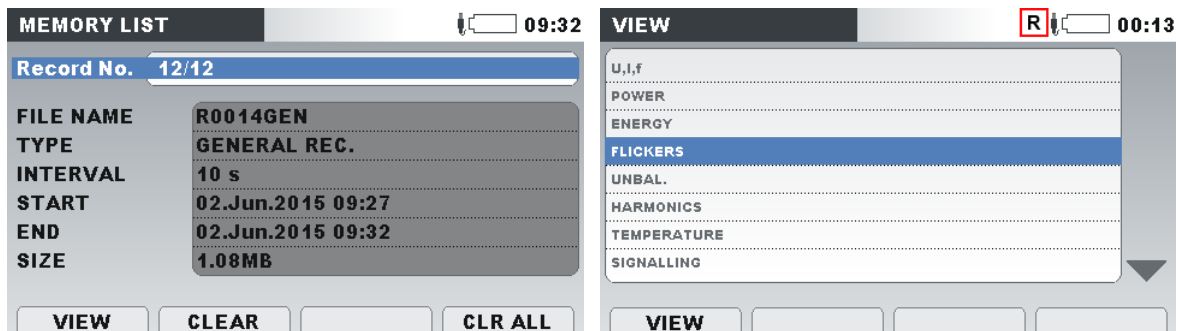 MEMORY LIST 09:32
Record No. 12/12
FILE NAME R0014GEN
TYPE GENERAL REC.
INTERVAL 10 s
START 02.Jun.2015 09:27
END 02.Jun.2015 09:32
SIZE 1.08MB
VIEW CLEAR CLR ALL
VIEW R 00:13
U,I,f
POWER
ENERGY
FLICKERS
UNBAL.
HARMONICS
TEMPERATURE
SIGNALLING
VIEW